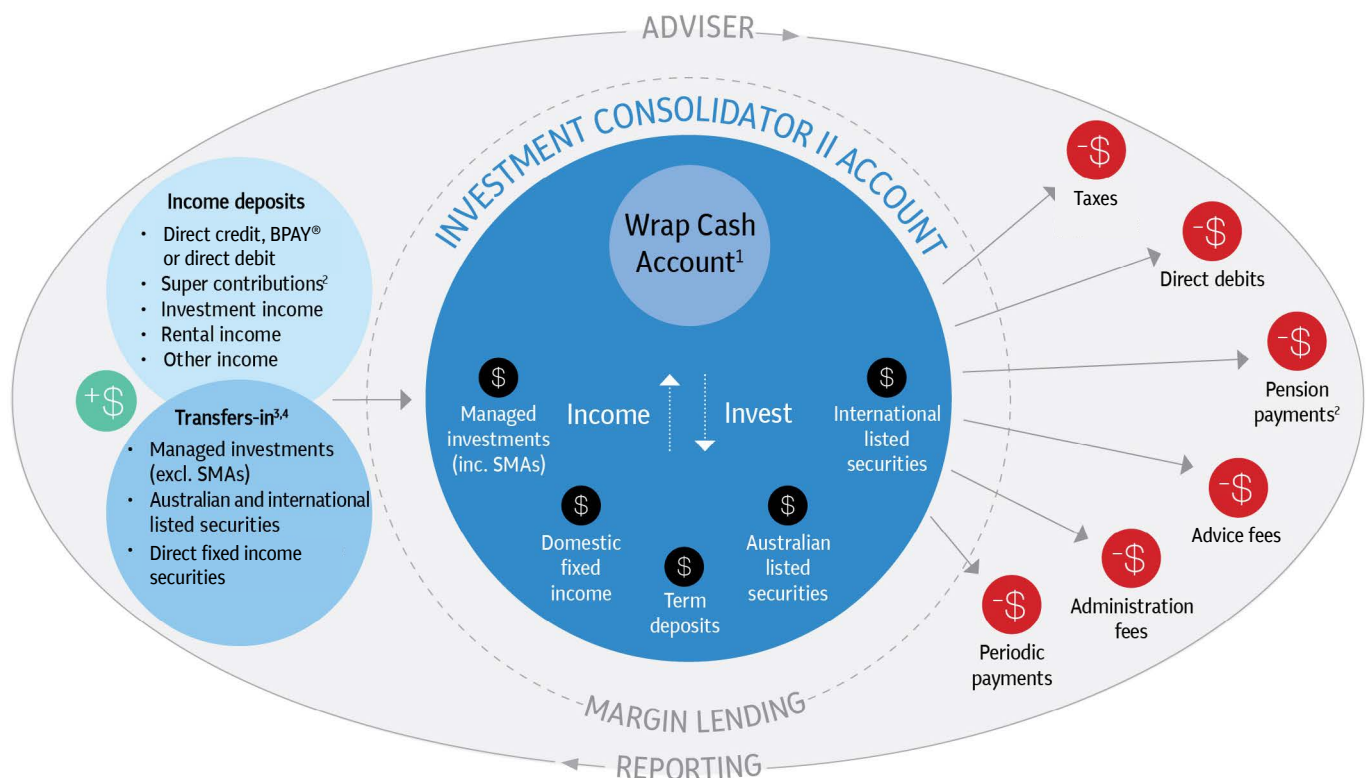 ADVISER
INVESTMENT CONSOLIDATOR II ACCOUNT
Income deposits
• Direct credit, BPAY®
or direct debit
• Super contributions²
• Investment income
• Rental income
• Other income
+$
Transfers-in³,⁴
• Managed investments
(excl. SMAs)
• Australian and international
listed securities
• Direct fixed income
securities
Wrap Cash
Account¹
Income
Invest
$
Managed
investments
(inc. SMAs)
$
Domestic
fixed
income
$
Term
deposits
$
Australian
listed
securities
$
International
listed
securities
-$
Taxes
-$
Direct debits
-$
Pension
payments²
-$
Advice fees
-$
Administration
fees
-$
Periodic
payments
MARGIN LENDING
REPORTING